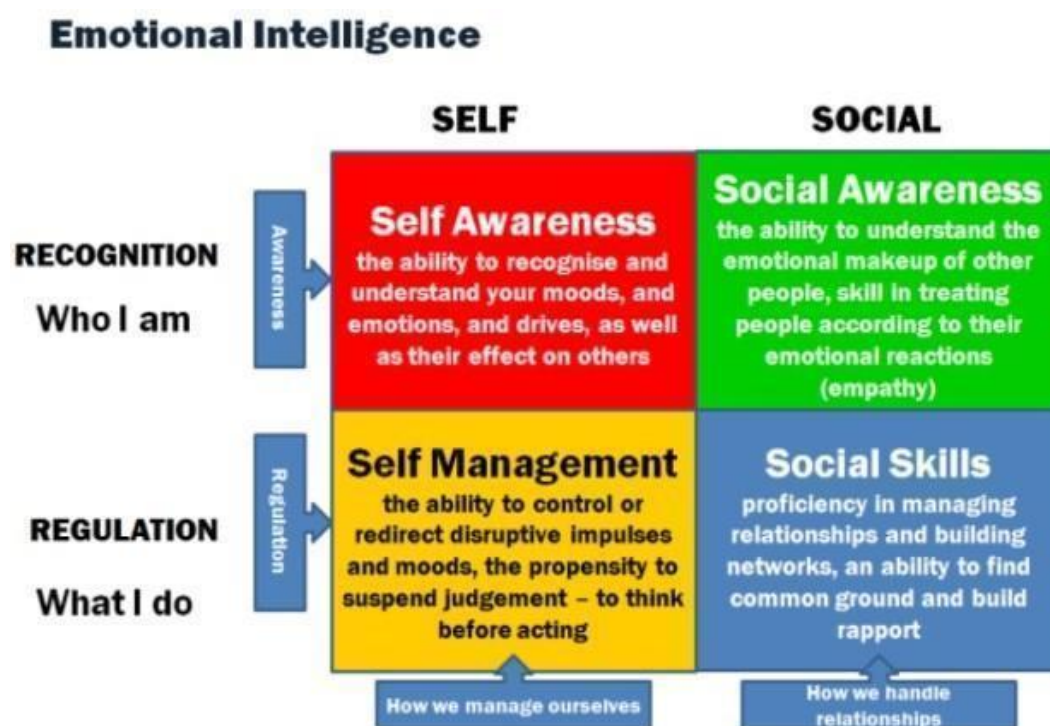 Emotional Intelligence
SELF
SOCIAL
RECOGNITION
Who I am
Awareness
Self Awareness
the ability to recognise and
understand your moods, and
emotions, and drives, as well
as their effect on others
Social Awareness
the ability to understand the
emotional makeup of other
people, skill in treating
people according to their
emotional reactions
(empathy)
REGULATION
What I do
Regulation
Self Management
the ability to control or
redirect disruptive impulses
and moods, the propensity to
suspend judgement – to think
before acting
Social Skills
proficiency in managing
relationships and building
networks, an ability to find
common ground and build
rapport
How we manage ourselves
How we handle
relationships